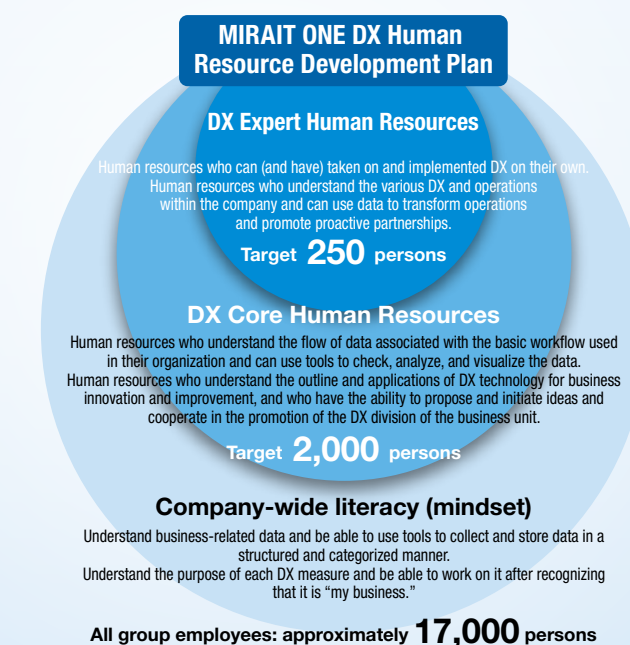 MIRAIT ONE DX Human
Resource Development Plan
DX Expert Human Resources
Human resources who can (and have) taken on and implemented DX on their own.
Human resources who understand the various DX and operations
within the company and can use data to transform operations
and promote proactive partnerships.
Target 250 persons
DX Core Human Resources
Human resources who understand the flow of data associated with the basic workflow used
in their organization and can use tools to check, analyze, and visualize the data.
Human resources who understand the outline and applications of DX technology for business
innovation and improvement, and who have the ability to propose and initiate ideas and
cooperate in the promotion of the DX division of the business unit.
Target 2,000 persons
Company-wide literacy (mindset)
Understand business-related data and be able to use tools to collect and store data in a
structured and categorized manner.
Understand the purpose of each DX measure and be able to work on it after recognizing
that it is “my business.”
All group employees: approximately 17,000 persons